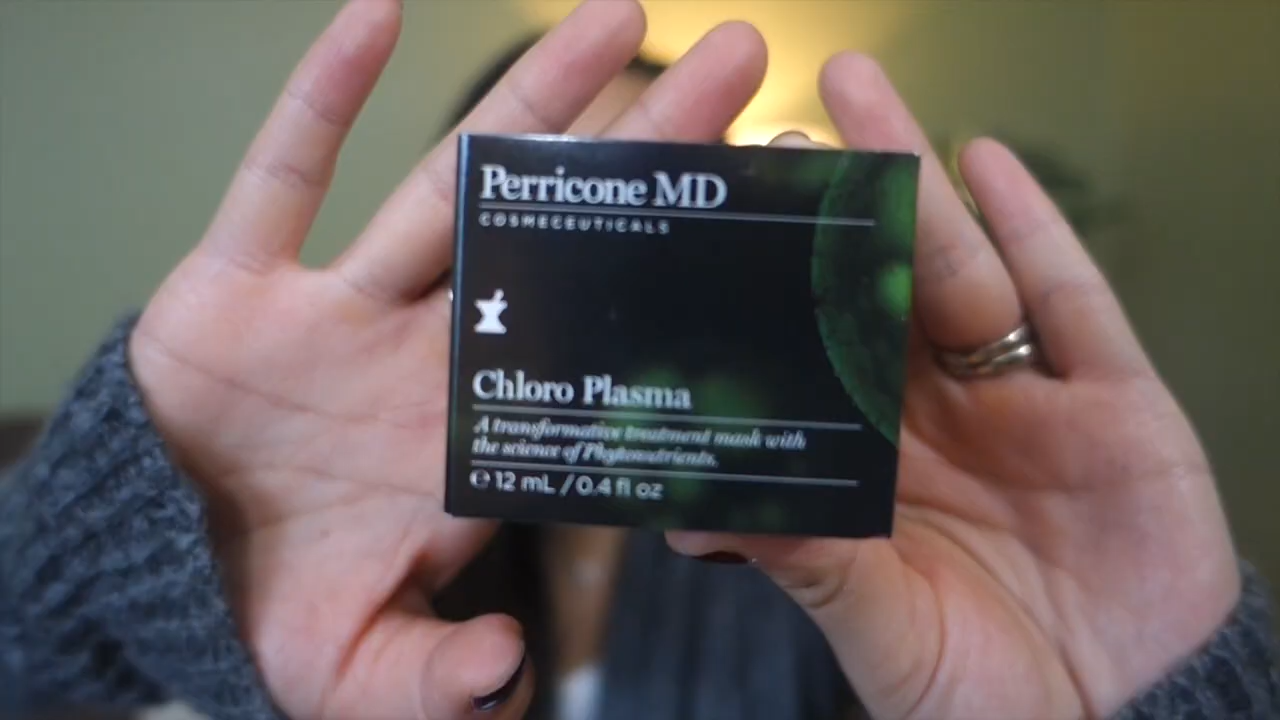 Perricone MD
COSMECEUTICALS
Chloro Plasma
A transformative treatment mask with
the science of Phytonutrients.
℮ 12 mL / 0.4 fl oz